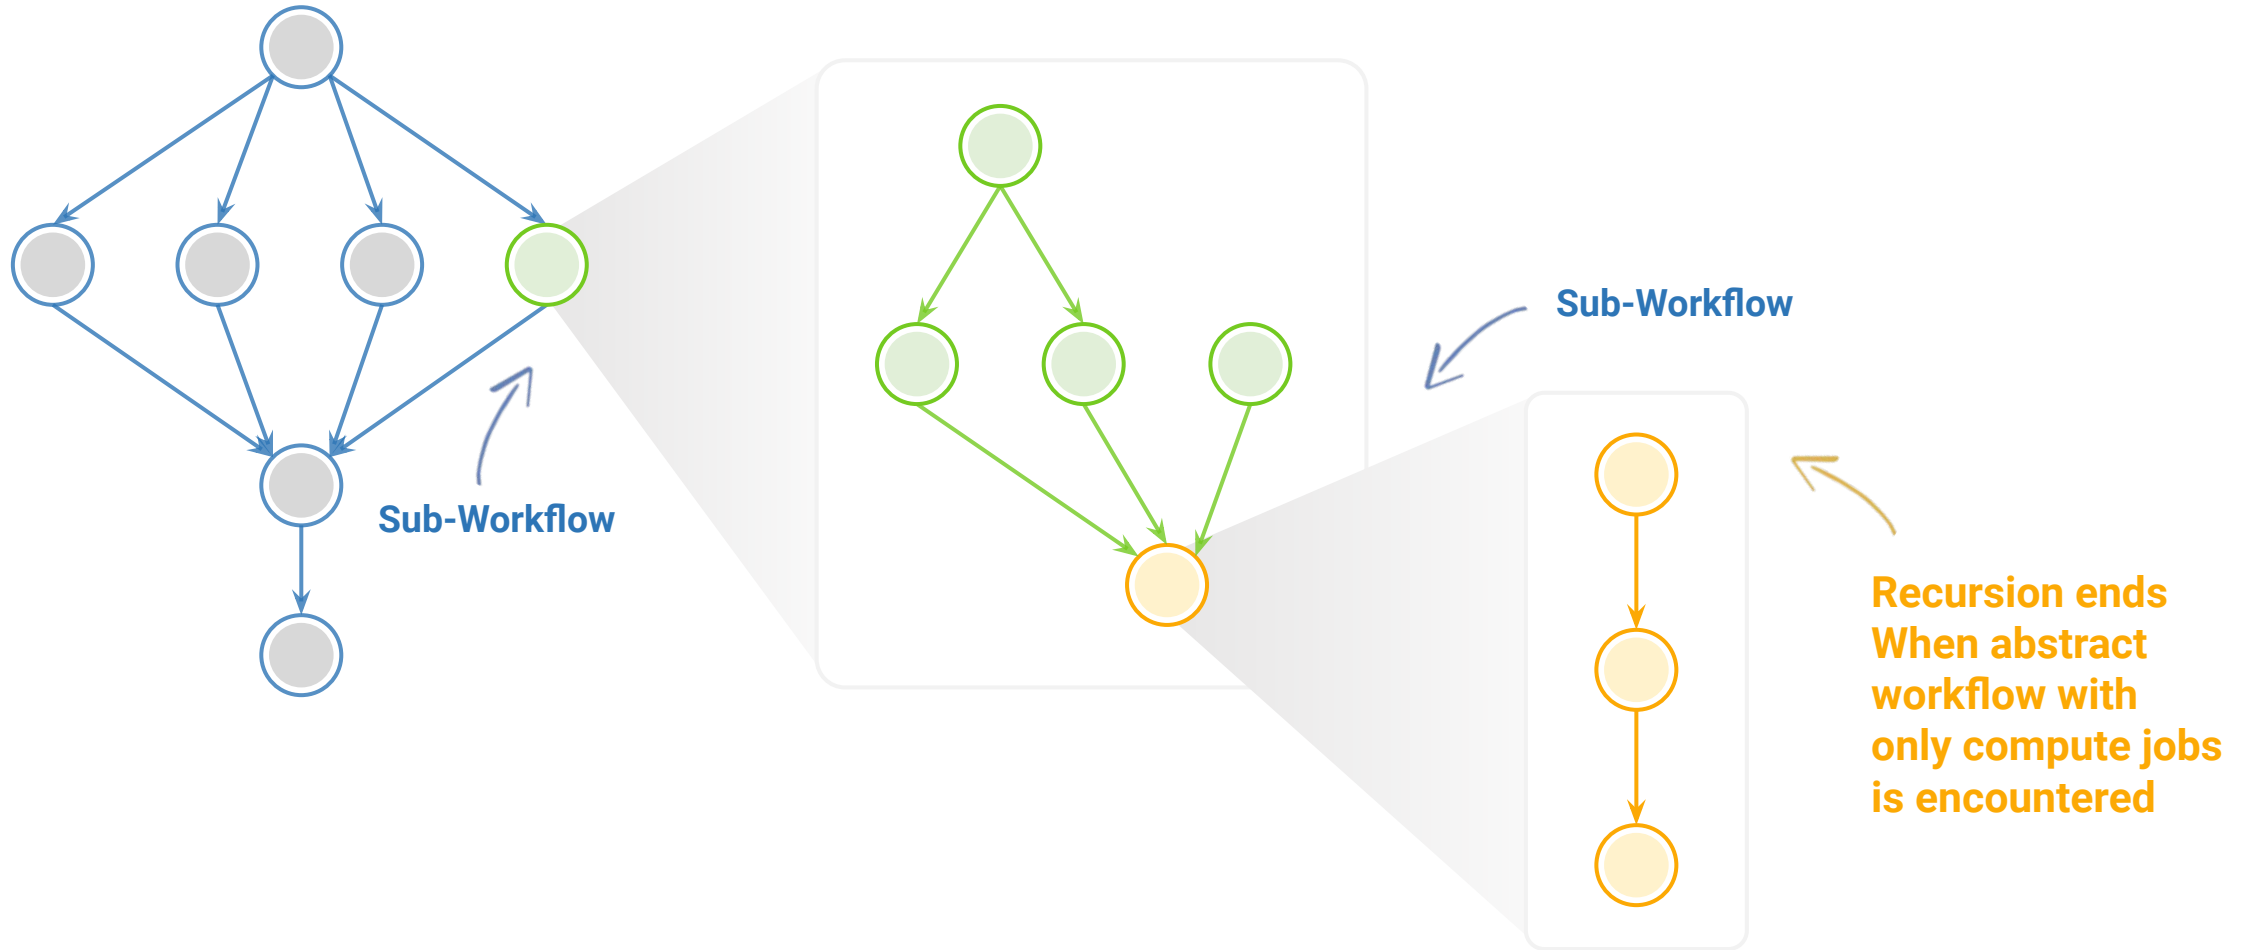 Sub-Workflow
Sub-Workflow
Recursion ends
When abstract
workflow with
only compute jobs
is encountered